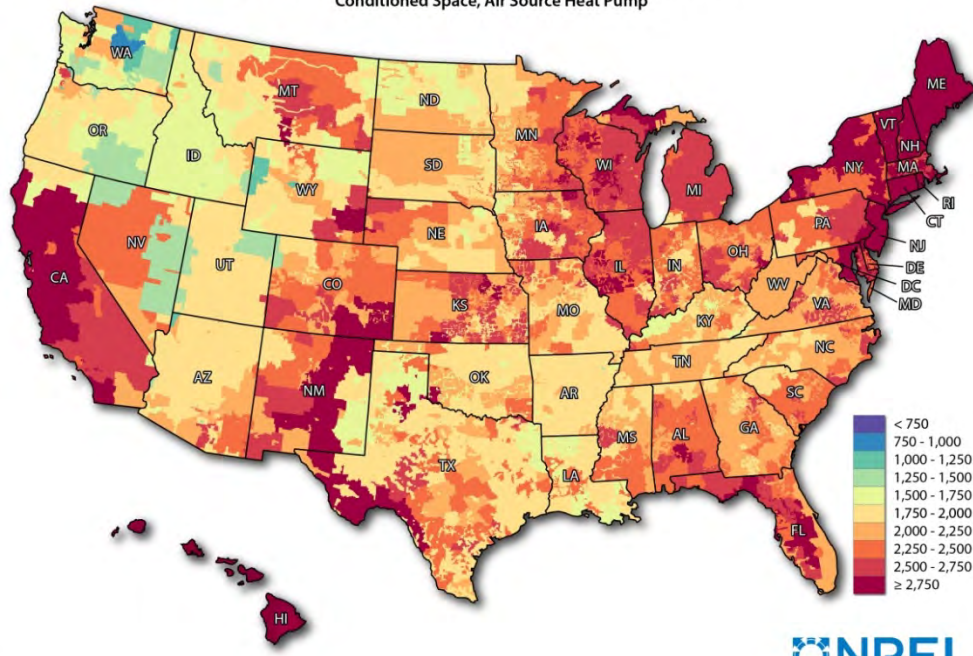 Conditioned Space, Air Source Heat Pump
WA
MT
ND
MN
ME
VT
NH
OR
ID
SD
WI
NY
MA
WY
MI
RI
CT
NV
NE
IA
PA
NJ
UT
IL
IN
OH
DE
CA
CO
WV
DC
KS
MO
VA
MD
KY
NC
AZ
OK
TN
NM
AR
SC
MS
AL
GA
TX
LA
FL
HI
< 750
750 - 1,000
1,000 - 1,250
1,250 - 1,500
1,500 - 1,750
1,750 - 2,000
2,000 - 2,250
2,250 - 2,500
2,500 - 2,750
≥ 2,750